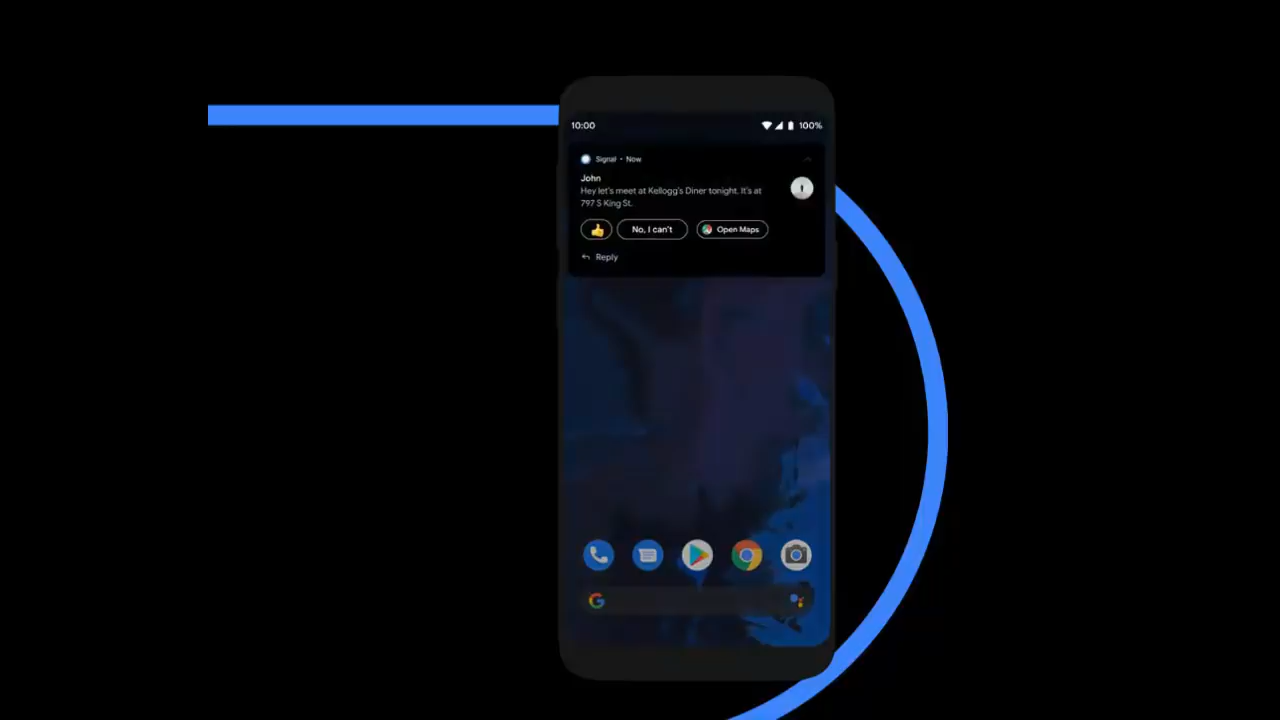 10:00 100%
Signal • Now
John
Hey let's meet at Kellogg's Diner tonight. It's at
797 S King St.
👍 No, I can't Open Maps
Reply